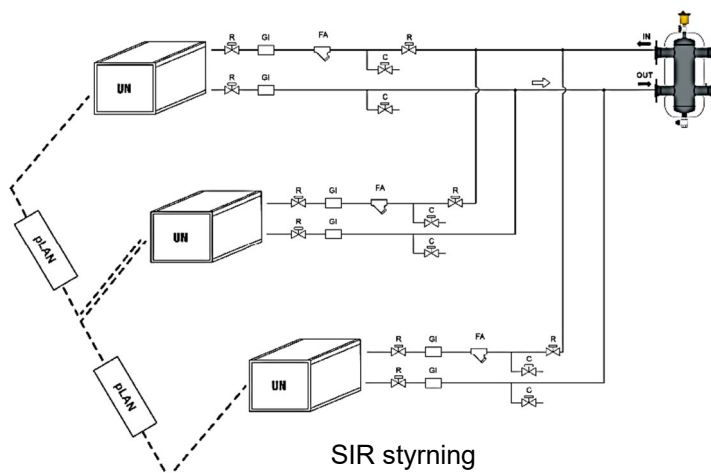 R GI FA R IN
C
UN R GI OUT
C
R GI FA R
C
UN R GI
C
pLAN
R GI FA R
C
UN R GI
C
pLAN
SIR styrning